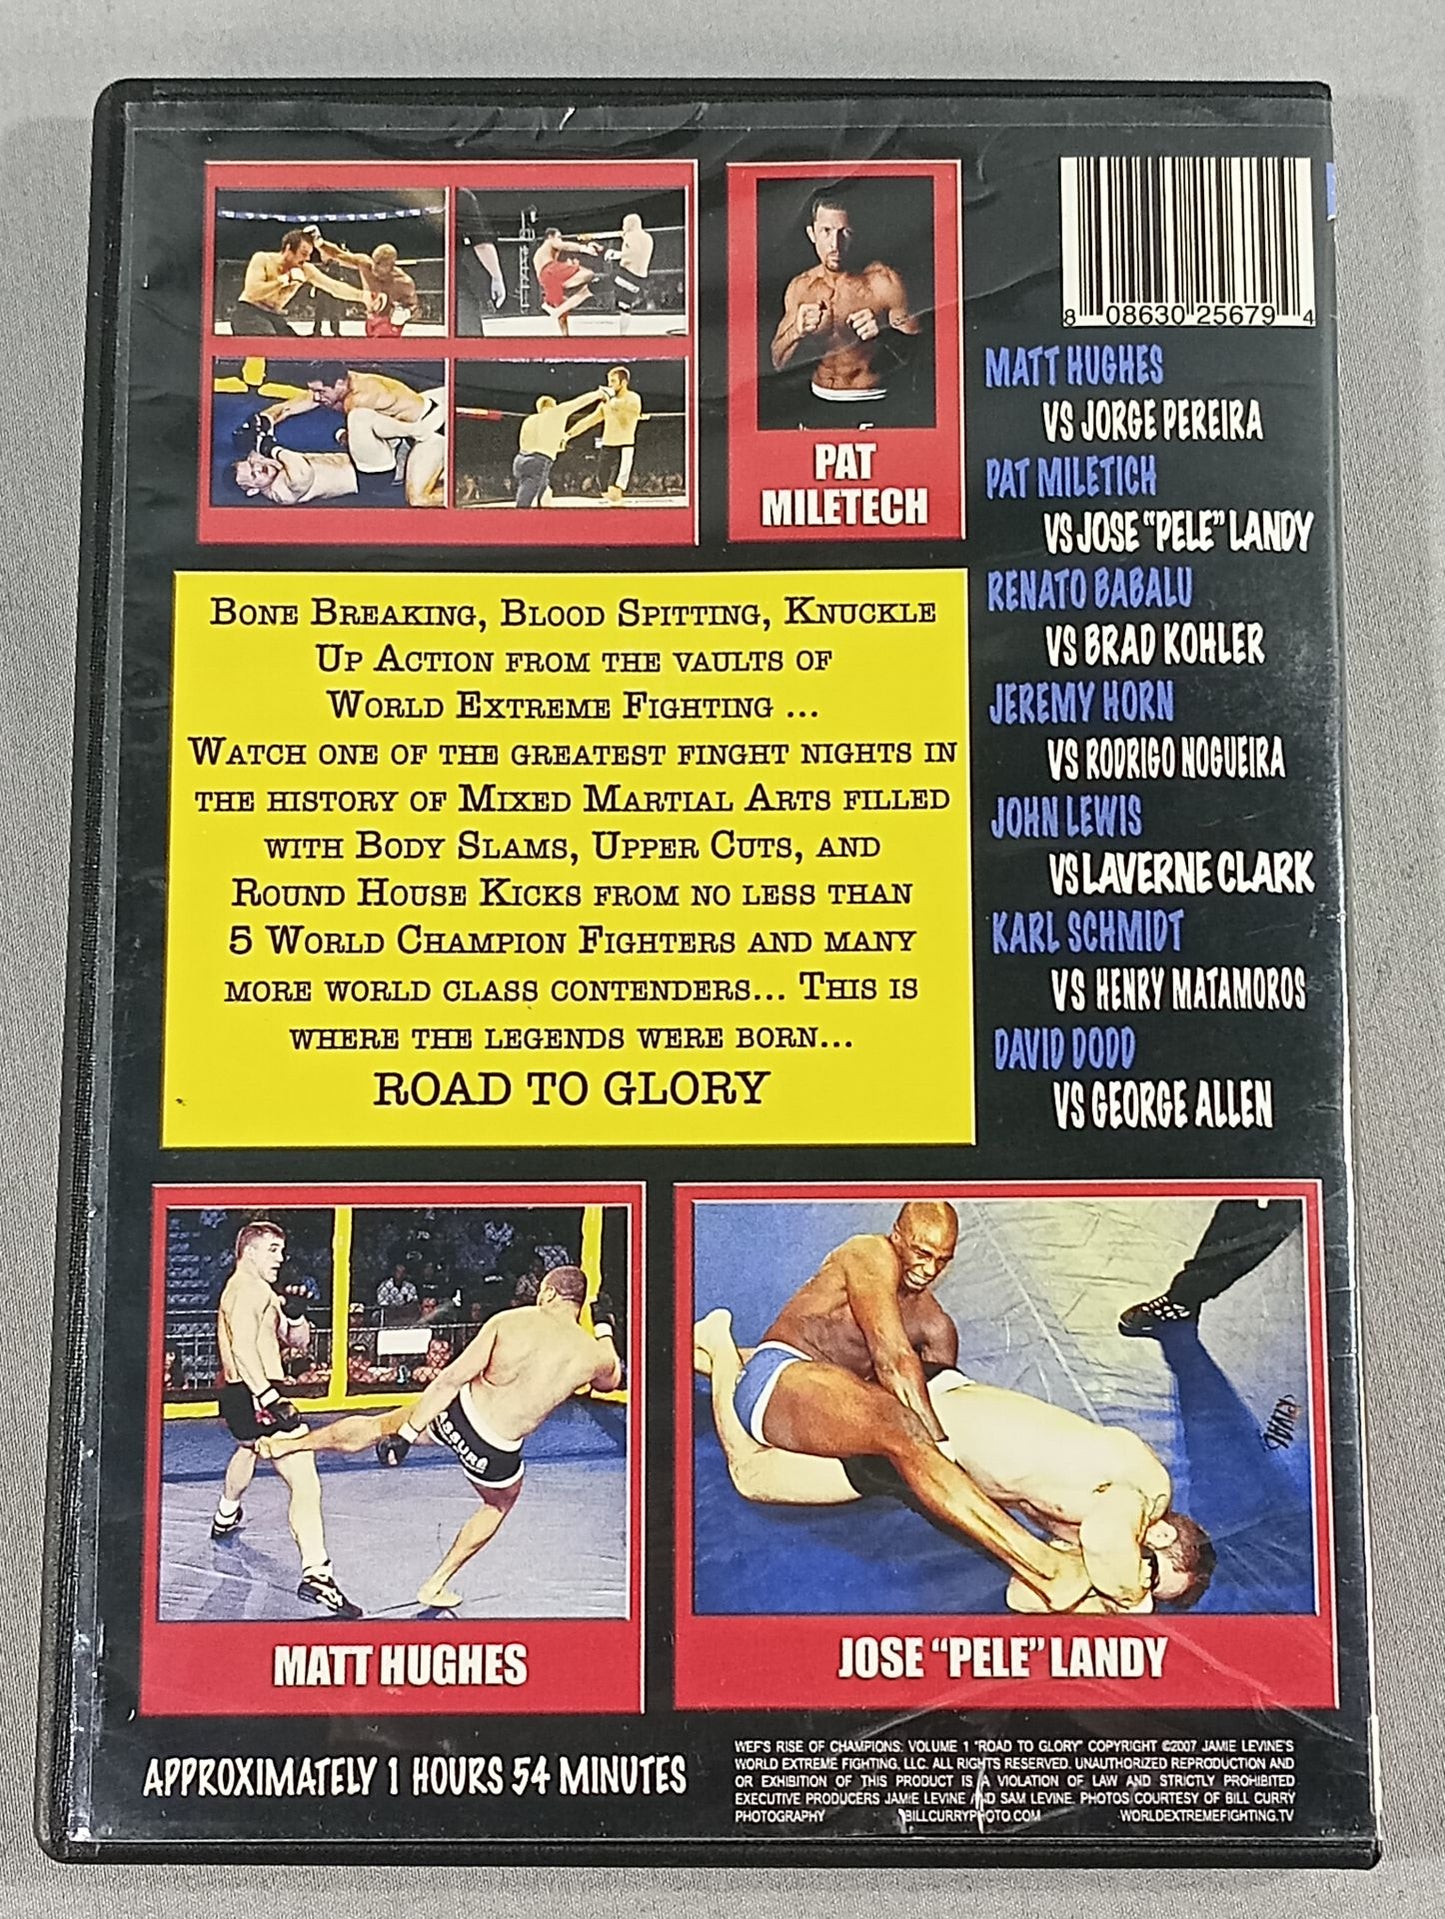 8 08630 25679 4
PAT
MILETECH
MATT HUGHES
VS JORGE PEREIRA
PAT MILETICH
VS JOSE "PELE" LANDY
RENATO BABALU
VS BRAD KOHLER
JEREMY HORN
VS RODRIGO NOGUEIRA
JOHN LEWIS
VS LAVERNE CLARK
KARL SCHMIDT
VS HENRY MATAMOROS
DAVID DODD
VS GEORGE ALLEN
BONE BREAKING, BLOOD SPITTING, KNUCKLE
UP ACTION FROM THE VAULTS OF
WORLD EXTREME FIGHTING ...
WATCH ONE OF THE GREATEST FINGHT NIGHTS IN
THE HISTORY OF MIXED MARTIAL ARTS FILLED
WITH BODY SLAMS, UPPER CUTS, AND
ROUND HOUSE KICKS FROM NO LESS THAN
5 WORLD CHAMPION FIGHTERS AND MANY
MORE WORLD CLASS CONTENDERS... THIS IS
WHERE THE LEGENDS WERE BORN...
ROAD TO GLORY
MATT HUGHES
JOSE "PELE" LANDY
APPROXIMATELY 1 HOURS 54 MINUTES
WEF'S RISE OF CHAMPIONS: VOLUME 1 "ROAD TO GLORY" COPYRIGHT ©2007 JAMIE LEVINE'S
WORLD EXTREME FIGHTING, LLC. ALL RIGHTS RESERVED. UNAUTHORIZED REPRODUCTION AND
OR EXHIBITION OF THIS PRODUCT IS A VIOLATION OF LAW AND STRICTLY PROHIBITED
EXECUTIVE PRODUCERS JAMIE LEVINE AND SAM LEVINE. PHOTOS COURTESY OF BILL CURRY
PHOTOGRAPHY BILLCURRYPHOTO.COM WORLDEXTREMEFIGHTING.TV